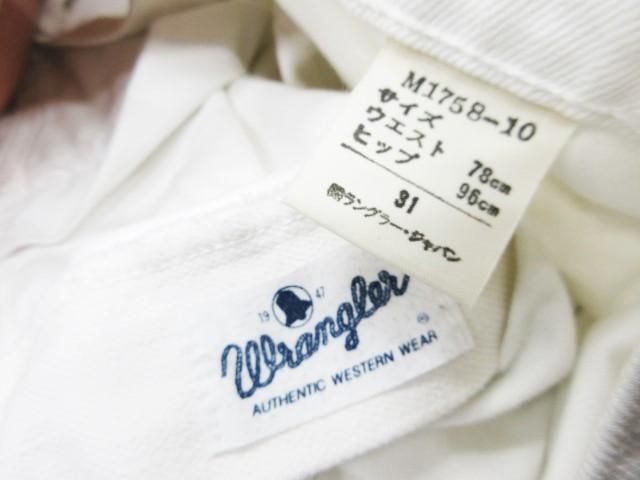 M1758-10
サイズ
ウエスト 78cm
ヒップ 96cm
31
㈱ラングラー・ジャパン
19 47
Wrangler
®
AUTHENTIC WESTERN WEAR